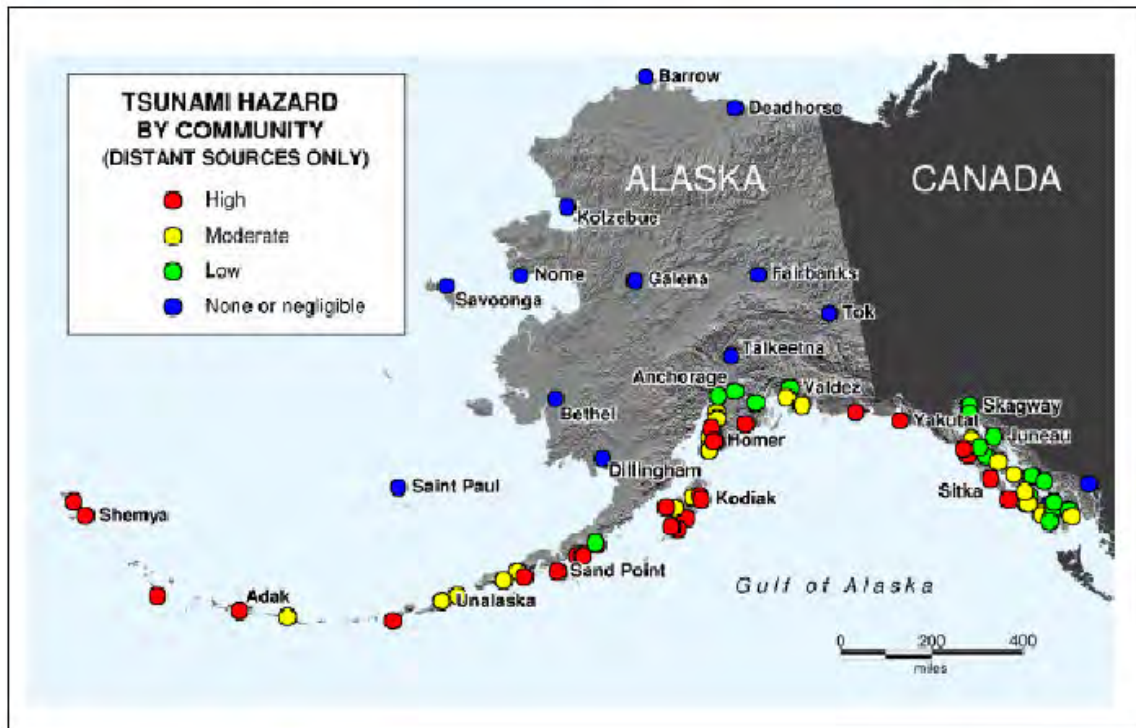 TSUNAMI HAZARD
BY COMMUNITY
(DISTANT SOURCES ONLY)
High
Moderate
Low
None or negligible
Barrow
Deadhorse
ALASKA
CANADA
Kotzebue
Nome
Galena
Fairbanks
Savoonga
Tok
Talkeetna
Anchorage
Valdez
Bethel
Skagway
Yakutat
Juneau
Homer
Dillingham
Saint Paul
Kodiak
Sitka
Shemya
Sand Point
Gulf of Alaska
Adak
Unalaska
0 200 400
miles